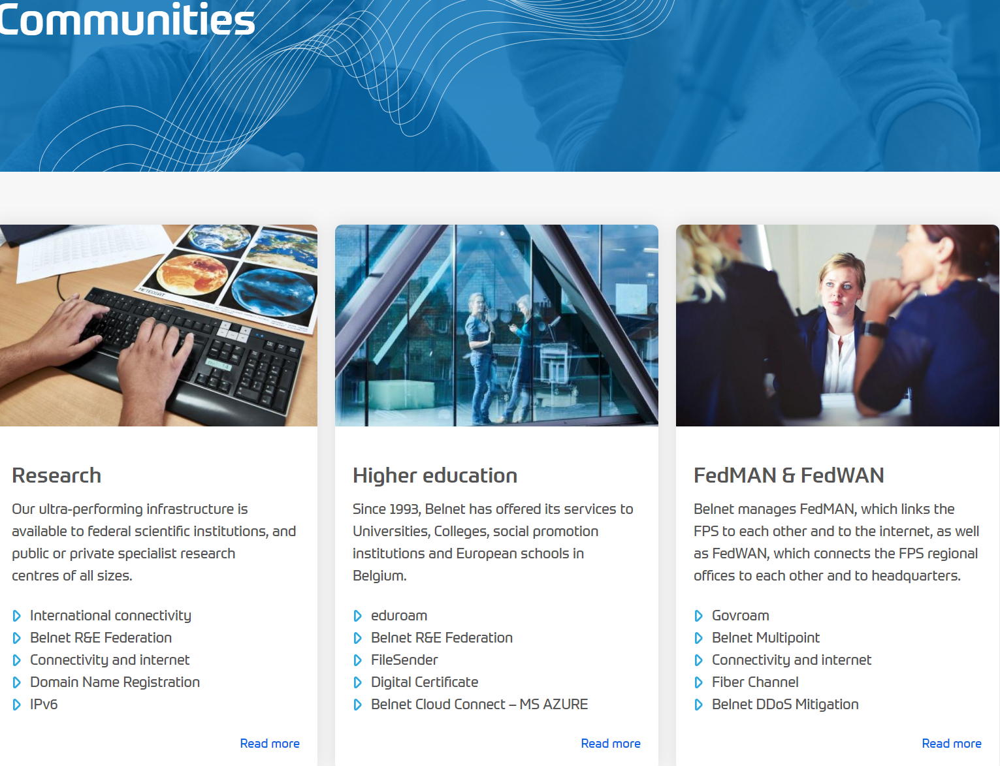 Communities
METEOSAT
Research
Our ultra-performing infrastructure is
available to federal scientific institutions, and
public or private specialist research
centres of all sizes.
International connectivity
Belnet R&E Federation
Connectivity and internet
Domain Name Registration
IPv6
Read more
Higher education
Since 1993, Belnet has offered its services to
Universities, Colleges, social promotion
institutions and European schools in
Belgium.
eduroam
Belnet R&E Federation
FileSender
Digital Certificate
Belnet Cloud Connect – MS AZURE
Read more
FedMAN & FedWAN
Belnet manages FedMAN, which links the
FPS to each other and to the internet, as well
as FedWAN, which connects the FPS regional
offices to each other and to headquarters.
Govroam
Belnet Multipoint
Connectivity and internet
Fiber Channel
Belnet DDoS Mitigation
Read more